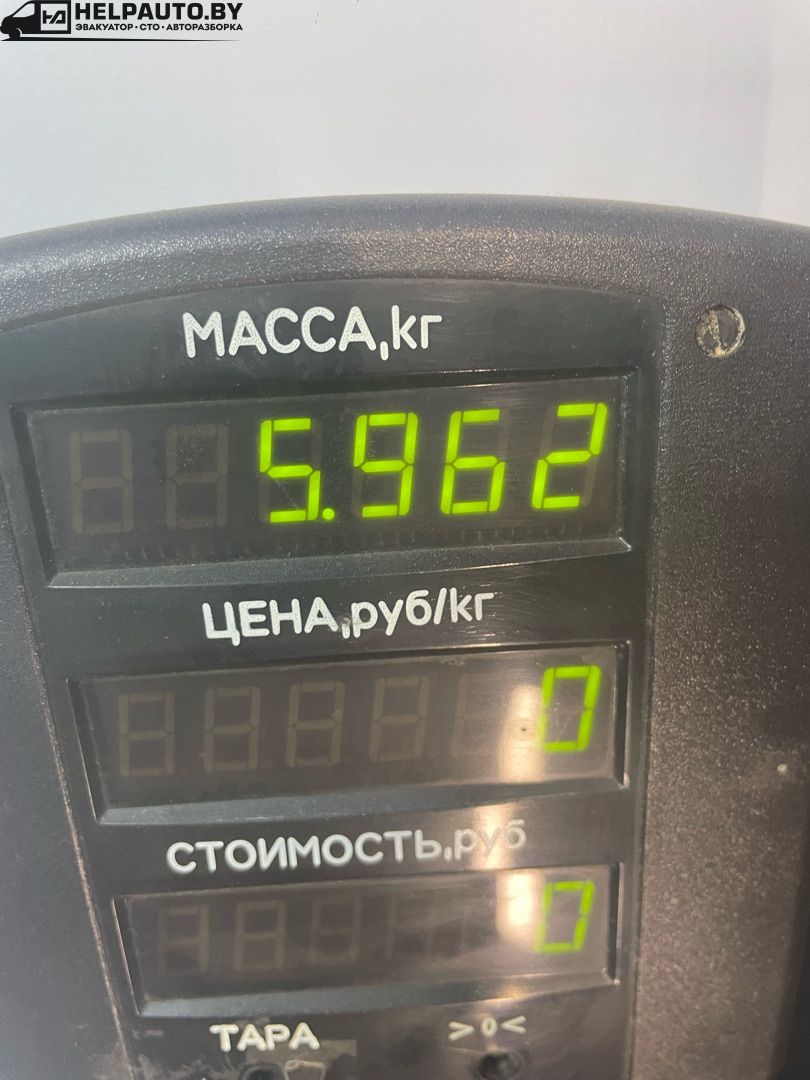 HELPAUTO.BY
ЭВАКУАТОР • СТО • АВТОРАЗБОРКА
МАССА,кг
5.962
ЦЕНА,руб/кг
0
СТОИМОСТЬ,руб
0
ТАРА >0<